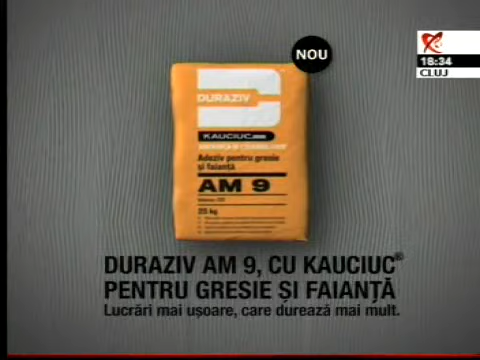 NOU
18:34
CLUJ
DURAZIV
KAUCIUC
Adeziv pentru gresie
și faianță
AM 9
25 kg
DURAZIV AM 9, CU KAUCIUC®
PENTRU GRESIE ȘI FAIANȚĂ
Lucrări mai ușoare, care durează mai mult.